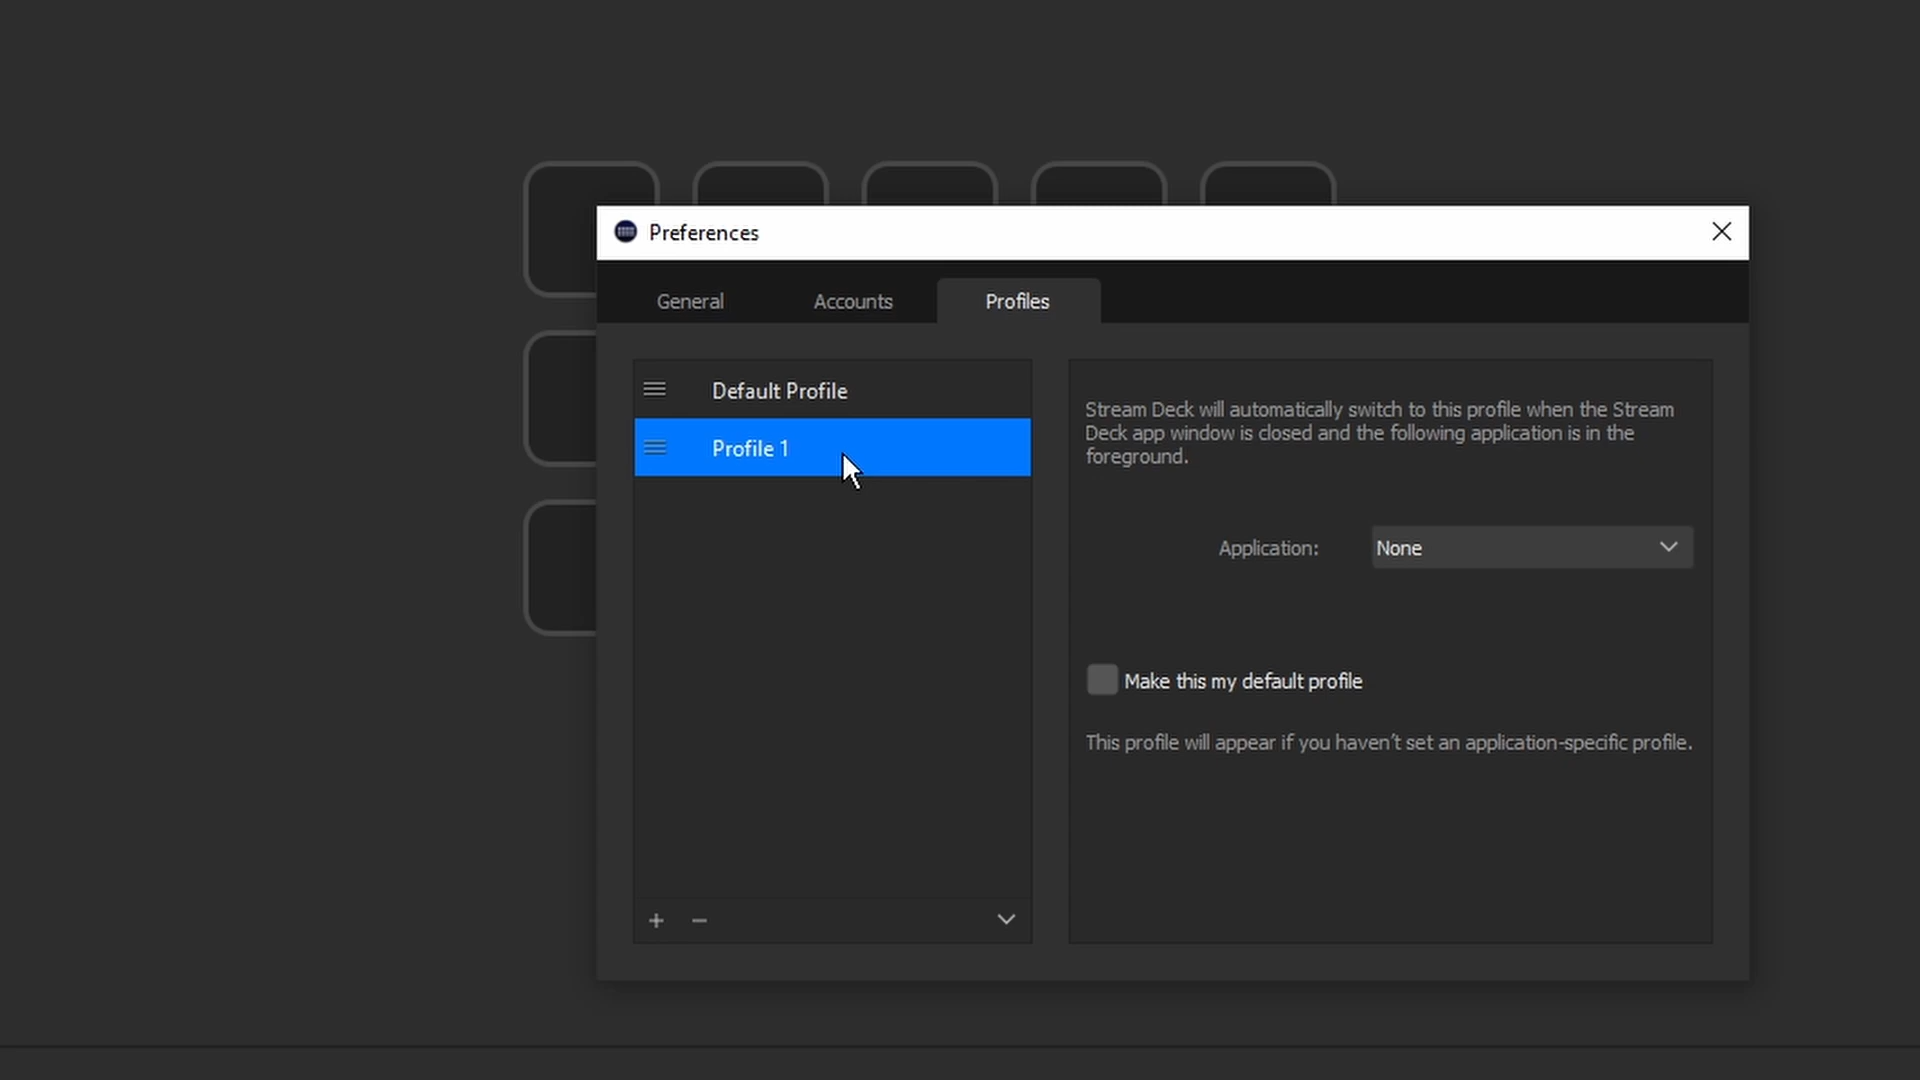 Preferences
General Accounts Profiles
Default Profile
Profile 1
Stream Deck will automatically switch to this profile when the Stream
Deck app window is closed and the following application is in the
foreground.
Application: None
Make this my default profile
This profile will appear if you haven’t set an application-specific profile.